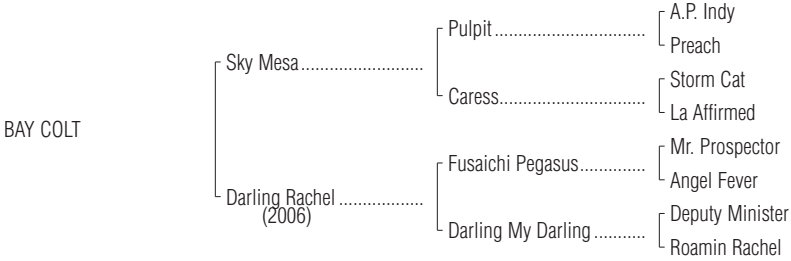 A.P. Indy
Pulpit..............................
Preach
Sky Mesa.........................
Storm Cat
Caress..............................
La Affirmed
BAY COLT
Mr. Prospector
Fusaichi Pegasus.............
Angel Fever
Darling Rachel .................
(2006)
Deputy Minister
Darling My Darling ...........
Roamin Rachel